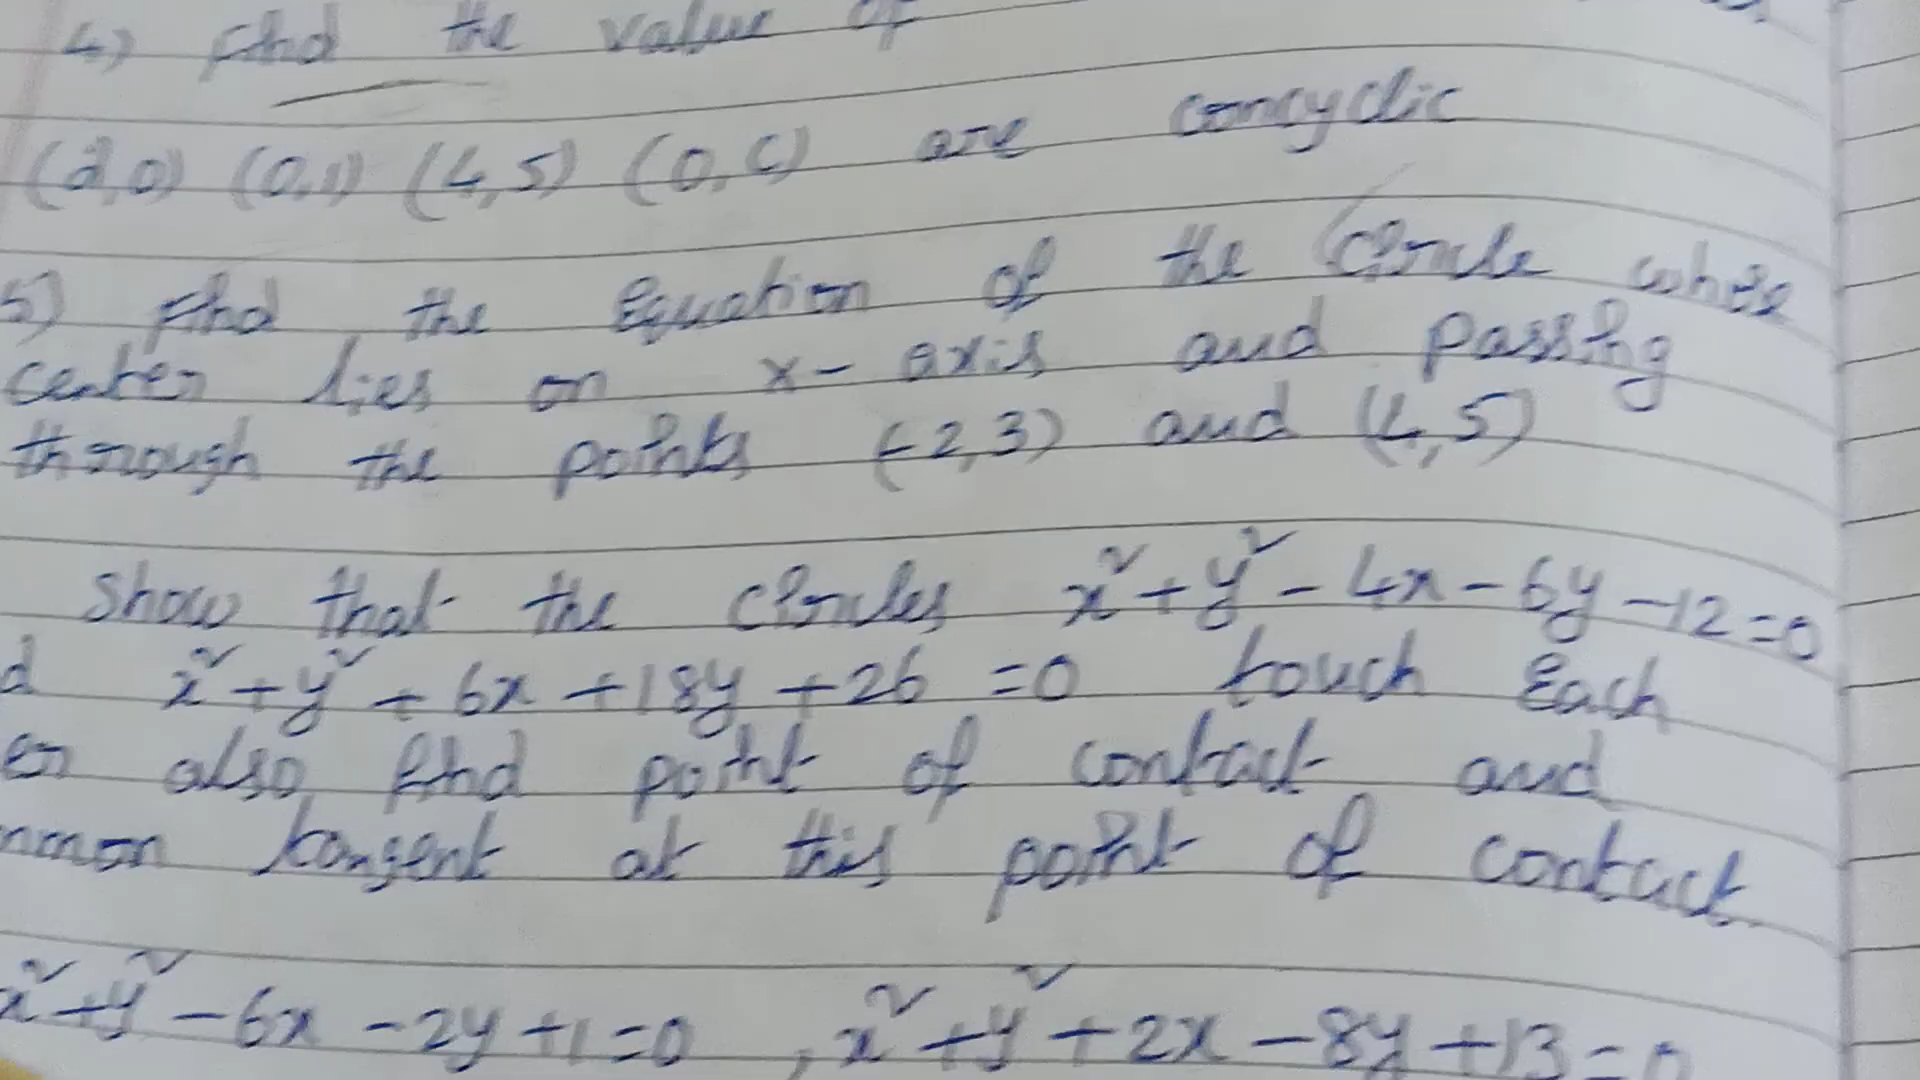 4) Find the value of
(2,0) (0,1) (4,5) (0,C) are concyclic
5) Find the Equation of the Circle whose
center lies on x-axis and passing
through the points (-2,3) and (4,5)
Show that the circles x²+y²-4x-6y-12=0
d x²+y²+6x+18y+26=0 touch Each
er also find point of contact and
mmon tangent at this point of contact
x²+y²-6x-2y+1=0, x²+y²+2x-8y+13=0